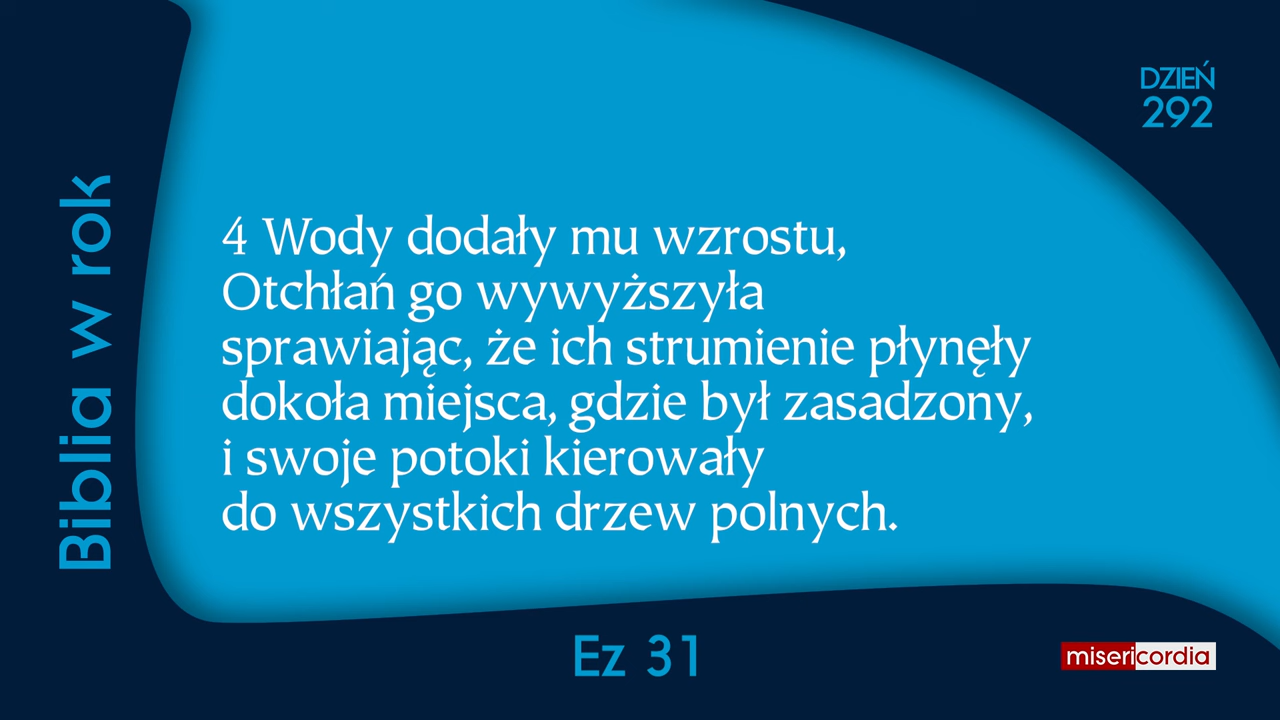 DZIEŃ
292
Biblia w rok
4 Wody dodały mu wzrostu,
Otchłań go wywyższyła
sprawiając, że ich strumienie płynęły
dokoła miejsca, gdzie był zasadzony,
i swoje potoki kierowały
do wszystkich drzew polnych.
Ez 31
misericordia